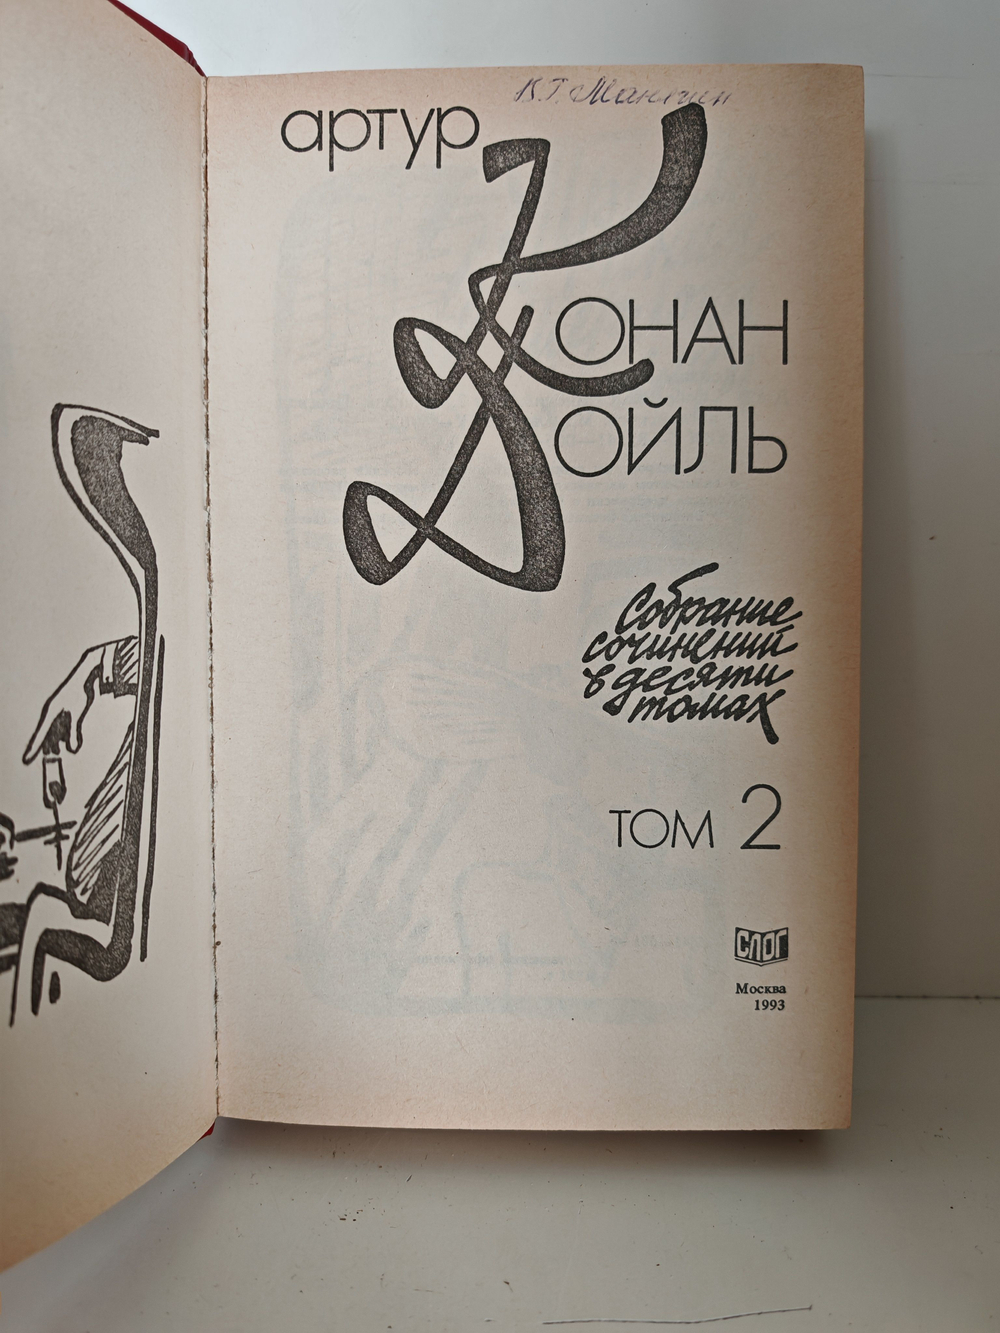 В.Г.
артур
КОНАН
ДОЙЛЬ
Собрание
сочинений
в десяти
томах
ТОМ 2
СЛОГ
Москва
1993